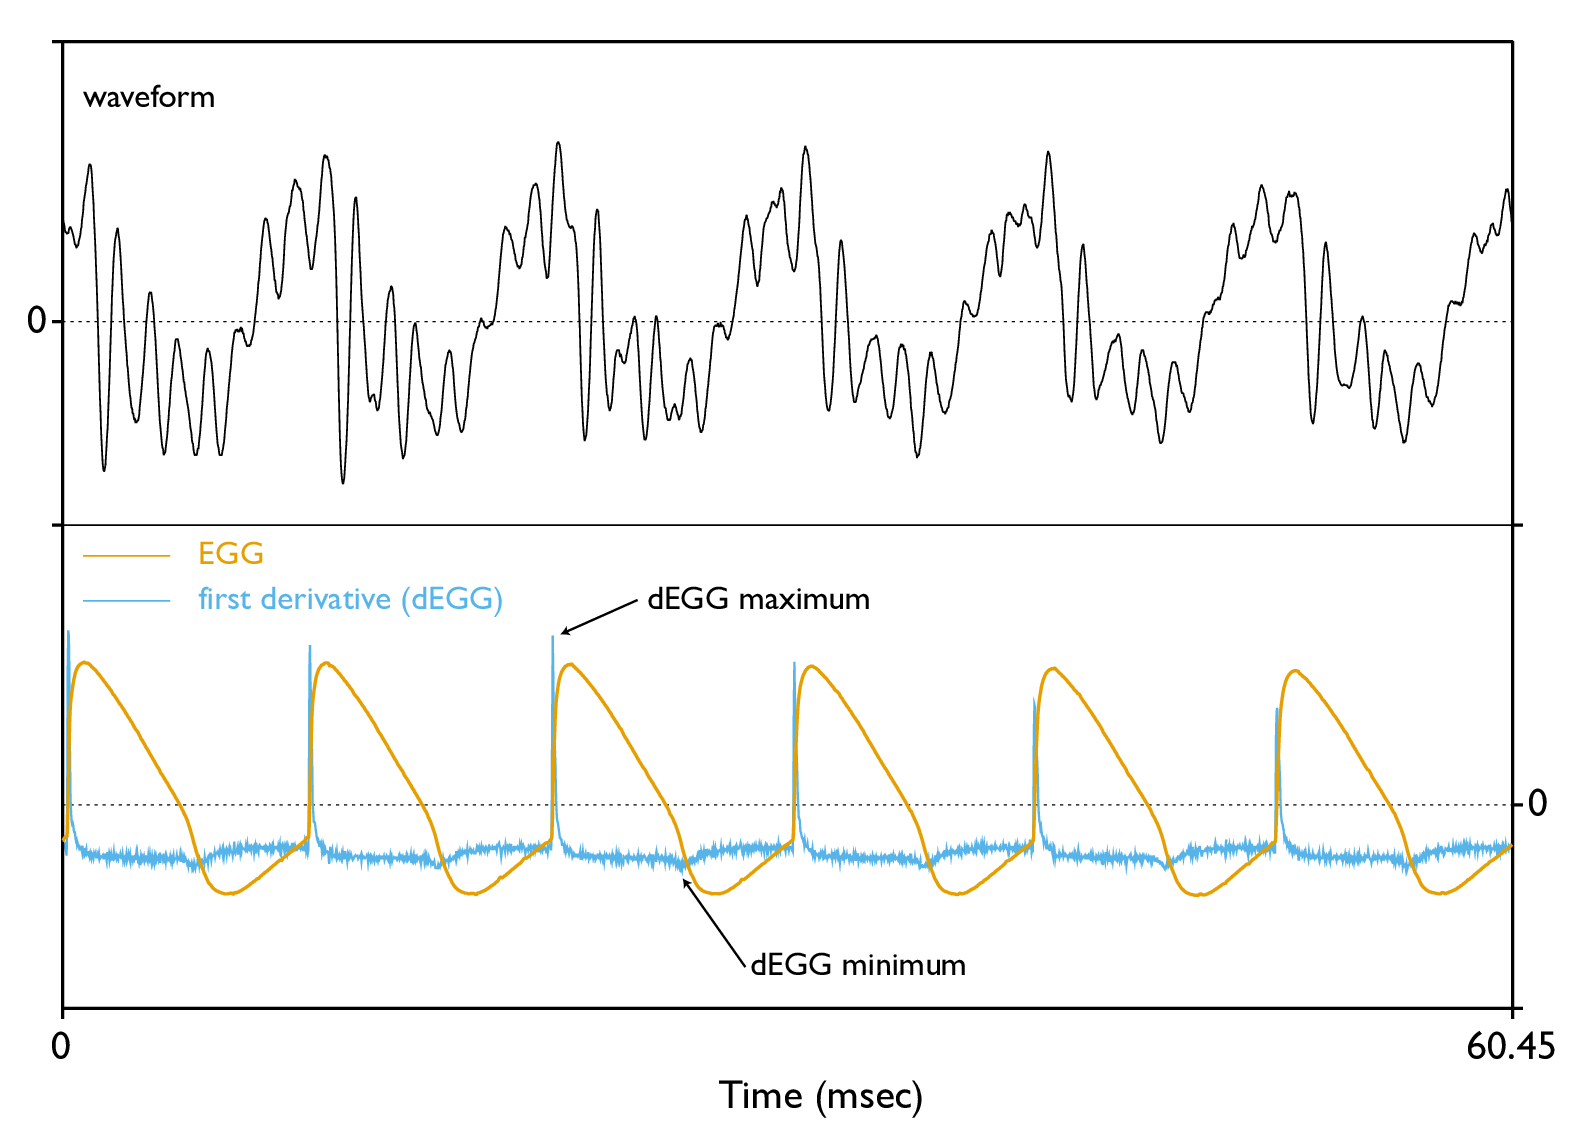 waveform
0
EGG
first derivative (dEGG)
dEGG maximum
0
dEGG minimum
0
60.45
Time (msec)